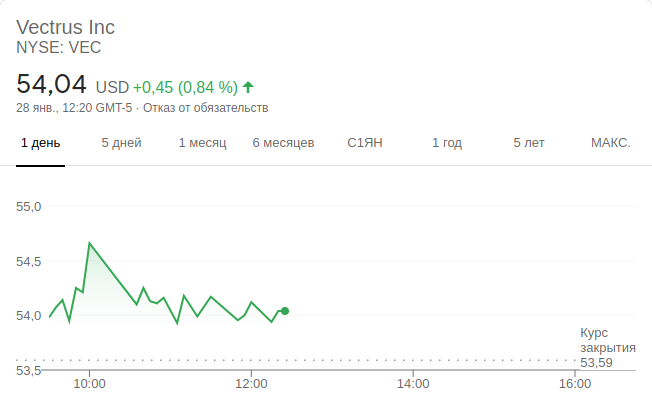 Vectrus Inc
NYSE: VEC
54,04 USD +0,45 (0,84 %)
28 янв., 12:20 GMT-5 · Отказ от обязательств
1 день 5 дней 1 месяц 6 месяцев С1ЯН 1 год 5 лет МАКС.
55,0
54,5
54,0
Курс
закрытия
53,59
53,5
10:00 12:00 14:00 16:00